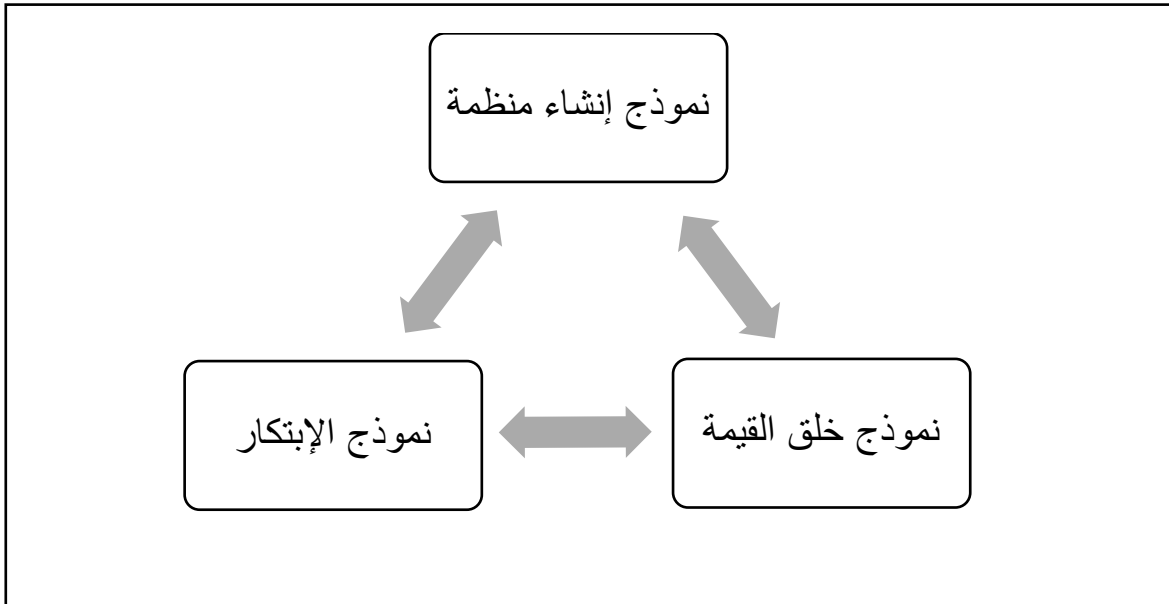 نموذج إنشاء منظمة
نموذج خلق القيمة
نموذج الإبتكار